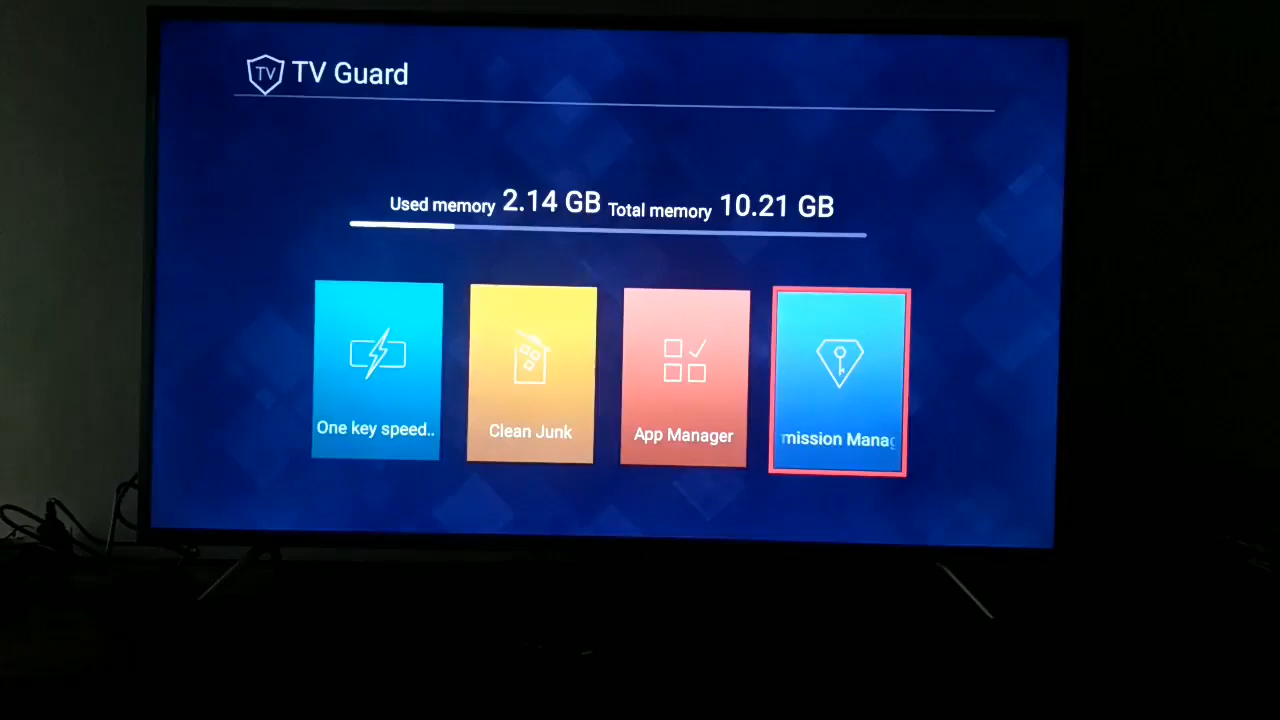 TV TV Guard
Used memory 2.14 GB Total memory 10.21 GB
One key speed..
Clean Junk
App Manager
mission Manag